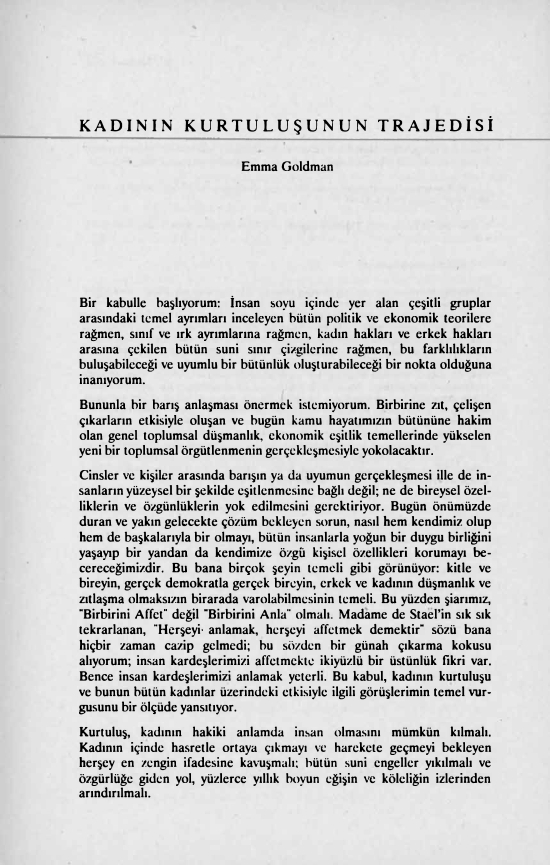 KADININ KURTULUŞUNUN TRAJEDİSİ
Emma Goldman
Bir kabulle başlıyorum: İnsan soyu içinde yer alan çeşitli gruplar
arasındaki temel ayrımları inceleyen bütün politik ve ekonomik teorilere
rağmen, sınıf ve ırk ayrımlarına rağmen, kadın hakları ve erkek hakları
arasına çekilen bütün suni sınır çizgilerine rağmen, bu farklılıkların
buluşabileceği ve uyumlu bir bütünlük oluşturabileceği bir nokta olduğuna
inanıyorum.
Bununla bir barış anlaşması önermek istemiyorum. Birbirine zıt, çelişen
çıkarların etkisiyle oluşan ve bugün kamu hayatımızın bütününe hakim
olan genel toplumsal düşmanlık, ekonomik eşitlik temellerinde yükselen
yeni bir toplumsal örgütlenmenin gerçekleşmesiyle yokolacaktır.
Cinsler ve kişiler arasında barışın ya da uyumun gerçekleşmesi ille de in-
sanların yüzeysel bir şekilde eşitlenmesine bağlı değil; ne de bireysel özel-
liklerin ve özgünlüklerin yok edilmesini gerektiriyor. Bugün önümüzde
duran ve yakın gelecekte çözüm bekleyen sorun, nasıl hem kendimiz olup
hem de başkalarıyla bir olmayı, bütün insanlarla yoğun bir duygu birliğini
yaşayıp bir yandan da kendimize özgü kişisel özellikleri korumayı be-
cereceğimizdir. Bu bana birçok şeyin temeli gibi görünüyor: kitle ve
bireyin, gerçek demokratla gerçek bireyin, erkek ve kadının düşmanlık ve
zıtlaşma olmaksızın birarada varolabilmesinin temeli. Bu yüzden şiarımız,
"Birbirini Affet" değil "Birbirini Anla" olmalı. Madame de Staël'in sık sık
tekrarlanan, "Herşeyi anlamak, herşeyi affetmek demektir" sözü bana
hiçbir zaman cazip gelmedi; bu sözden bir günah çıkarma kokusu
alıyorum; insan kardeşlerimizi affetmekte ikiyüzlü bir üstünlük fikri var.
Bence insan kardeşlerimizi anlamak yeterli. Bu kabul, kadının kurtuluşu
ve bunun bütün kadınlar üzerindeki etkisiyle ilgili görüşlerimin temel vur-
gusunu bir ölçüde yansıtıyor.
Kurtuluş, kadının hakiki anlamda insan olmasını mümkün kılmalı.
Kadının içinde hasretle ortaya çıkmayı ve harekete geçmeyi bekleyen
herşey en zengin ifadesine kavuşmalı; bütün suni engeller yıkılmalı ve
özgürlüğe giden yol, yüzlerce yıllık boyun eğişin ve köleliğin izlerinden
arındırılmalı.